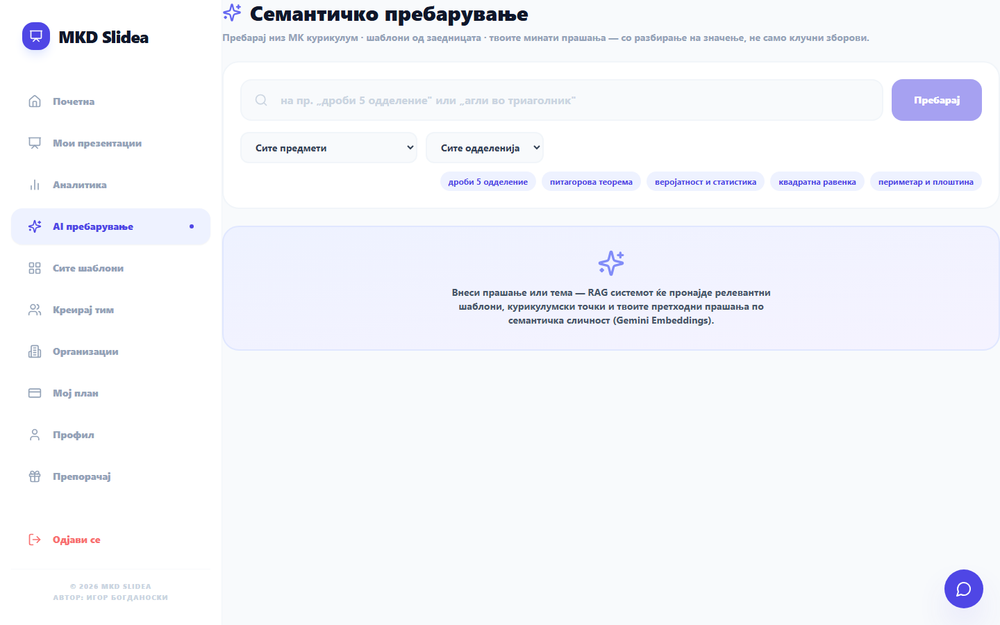 MKD Slidea
Почетна
Мои презентации
Аналитика
AI пребарување
Сите шаблони
Креирај тим
Организации
Мој план
Профил
Препорачај
Одјави се
© 2026 MKD SLIDEA
АВТОР: ИГОР БОГДАНОСКИ
Семантичко пребарување
Пребарај низ МК курикулум · шаблони од заедницата · твоите минати прашања — со разбирање на значење, не само клучни зборови.
на пр. „дроби 5 одделение" или „агли во триаголник"
Пребарај
Сите предмети
Сите одделенија
дроби 5 одделение
питагорова теорема
веројатност и статистика
квадратна равенка
периметар и плоштина
Внеси прашање или тема — RAG системот ќе пронајде релевантни
шаблони, курикулумски точки и твоите претходни прашања по
семантичка сличност (Gemini Embeddings).